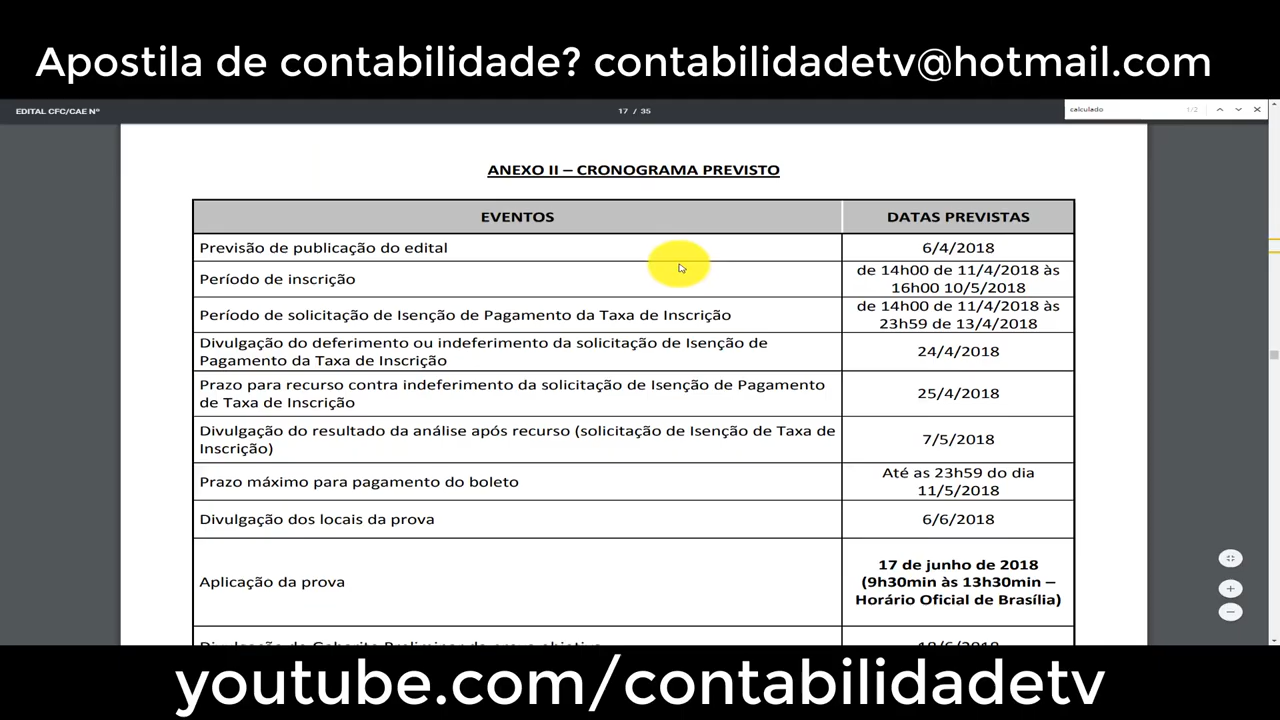 Apostila de contabilidade? contabilidadetv@hotmail.com
EDITAL CFC/CAE Nº
17 / 35
calculado
1/2
ANEXO II – CRONOGRAMA PREVISTO
EVENTOS
DATAS PREVISTAS
Previsão de publicação do edital
6/4/2018
Período de inscrição
de 14h00 de 11/4/2018 às
16h00 10/5/2018
Período de solicitação de Isenção de Pagamento da Taxa de Inscrição
de 14h00 de 11/4/2018 às
23h59 de 13/4/2018
Divulgação do deferimento ou indeferimento da solicitação de Isenção de
Pagamento da Taxa de Inscrição
24/4/2018
Prazo para recurso contra indeferimento da solicitação de Isenção de Pagamento
de Taxa de Inscrição
25/4/2018
Divulgação do resultado da análise após recurso (solicitação de Isenção de Taxa de
Inscrição)
7/5/2018
Prazo máximo para pagamento do boleto
Até as 23h59 do dia
11/5/2018
Divulgação dos locais da prova
6/6/2018
Aplicação da prova
17 de junho de 2018
(9h30min às 13h30min –
Horário Oficial de Brasília)
youtube.com/contabilidadetv